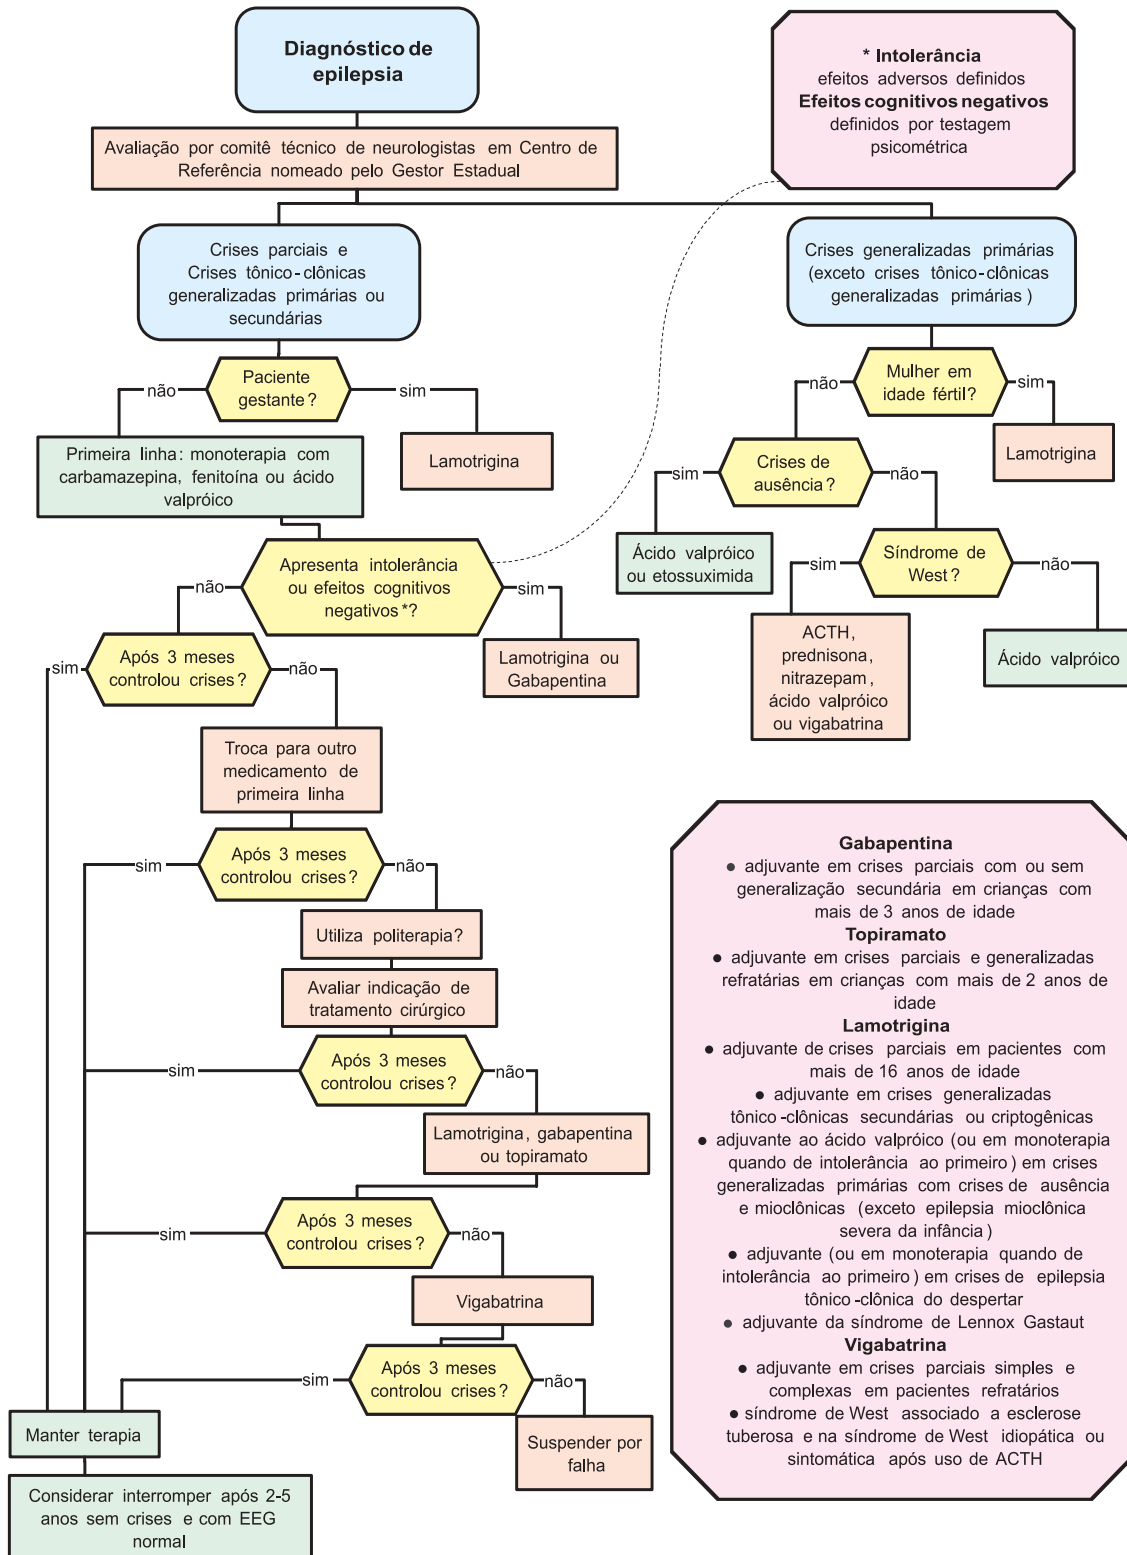 Diagnóstico de
epilepsia
* Intolerância
efeitos adversos definidos
Efeitos cognitivos negativos
definidos por testagem
psicométrica
Avaliação por comitê técnico de neurologistas em Centro de
Referência nomeado pelo Gestor Estadual
Crises parciais e
Crises tônico-clônicas
generalizadas primárias ou
secundárias
Crises generalizadas primárias
(exceto crises tônico-clônicas
generalizadas primárias)
Paciente
gestante?
não
sim
Primeira linha: monoterapia com
carbamazepina, fenitoína ou ácido
valpróico
Lamotrigina
Mulher em
idade fértil?
não
sim
Lamotrigina
Crises de
ausência?
sim
não
Ácido valpróico
ou etossuximida
Síndrome de
West?
sim
não
ACTH,
prednisona,
nitrazepam,
ácido valpróico
ou vigabatrina
Ácido valpróico
Apresenta intolerância
ou efeitos cognitivos
negativos*?
não
sim
Lamotrigina ou
Gabapentina
Após 3 meses
controlou crises?
sim
não
Troca para outro
medicamento de
primeira linha
Após 3 meses
controlou crises?
sim
não
Utiliza politerapia?
Avaliar indicação de
tratamento cirúrgico
Após 3 meses
controlou crises?
sim
não
Lamotrigina, gabapentina
ou topiramato
Após 3 meses
controlou crises?
sim
não
Vigabatrina
Após 3 meses
controlou crises?
sim
não
Suspender por
falha
Manter terapia
Considerar interromper após 2-5
anos sem crises e com EEG
normal
Gabapentina
● adjuvante em crises parciais com ou sem
generalização secundária em crianças com
mais de 3 anos de idade
Topiramato
● adjuvante em crises parciais e generalizadas
refratárias em crianças com mais de 2 anos de
idade
Lamotrigina
● adjuvante de crises parciais em pacientes com
mais de 16 anos de idade
● adjuvante em crises generalizadas
tônico-clônicas secundárias ou criptogênicas
● adjuvante ao ácido valpróico (ou em monoterapia
quando de intolerância ao primeiro) em crises
generalizadas primárias com crises de ausência
e mioclônicas (exceto epilepsia mioclônica
severa da infância)
● adjuvante (ou em monoterapia quando de
intolerância ao primeiro) em crises de epilepsia
tônico-clônica do despertar
● adjuvante da síndrome de Lennox Gastaut
Vigabatrina
● adjuvante em crises parciais simples e
complexas em pacientes refratários
● síndrome de West associado a esclerose
tuberosa e na síndrome de West idiopática ou
sintomática após uso de ACTH